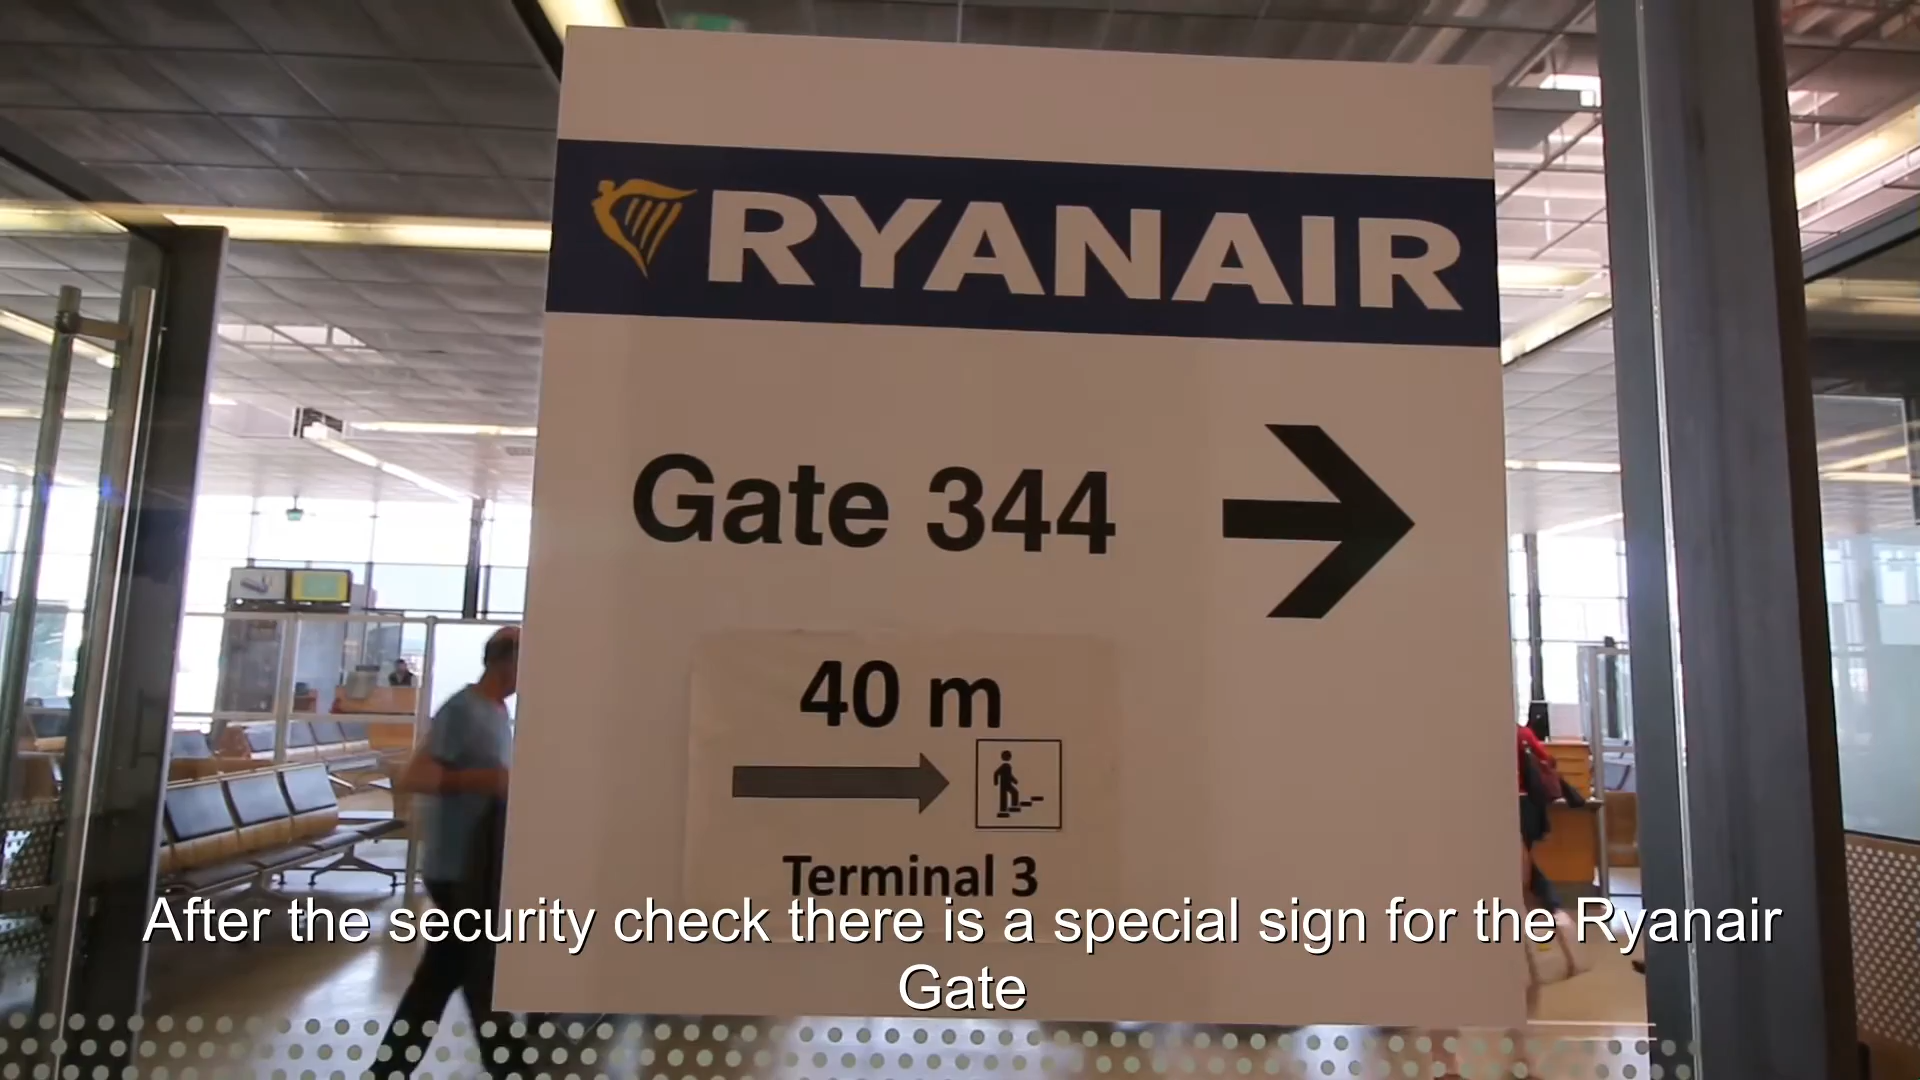 RYANAIR
Gate 344
40 m
Terminal 3
After the security check there is a special sign for the Ryanair
Gate